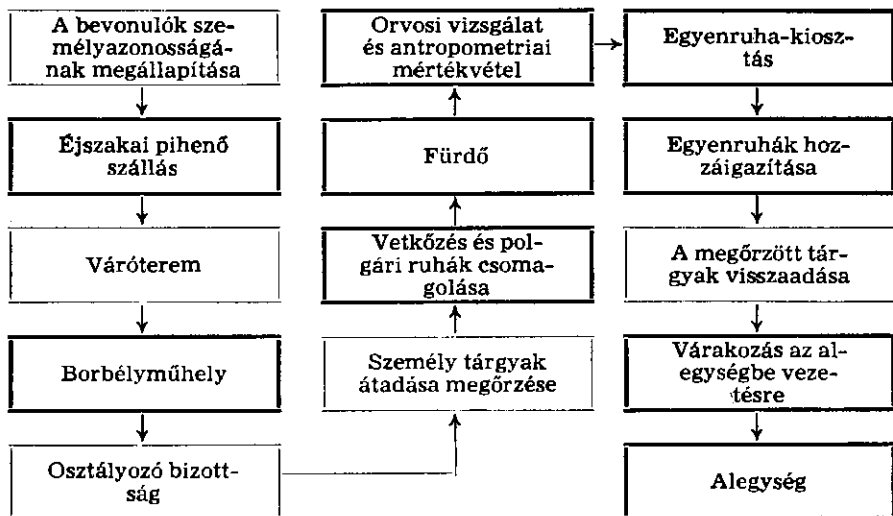 A bevonulók sze-
mélyazonosságá-
nak megállapítása
Éjszakai pihenő
szállás
Váróterem
Borbélyműhely
Osztályozó bizott-
ság
Személy tárgyak
átadása megőrzése
Vetkőzés és pol-
gári ruhák csoma-
golása
Fürdő
Orvosi vizsgálat
és antropometriai
mértékvétel
Egyenruha-kiosz-
tás
Egyenruhák hoz-
záigazítása
A megőrzött tár-
gyak visszaadása
Várakozás az al-
egységbe veze-
tésre
Alegység